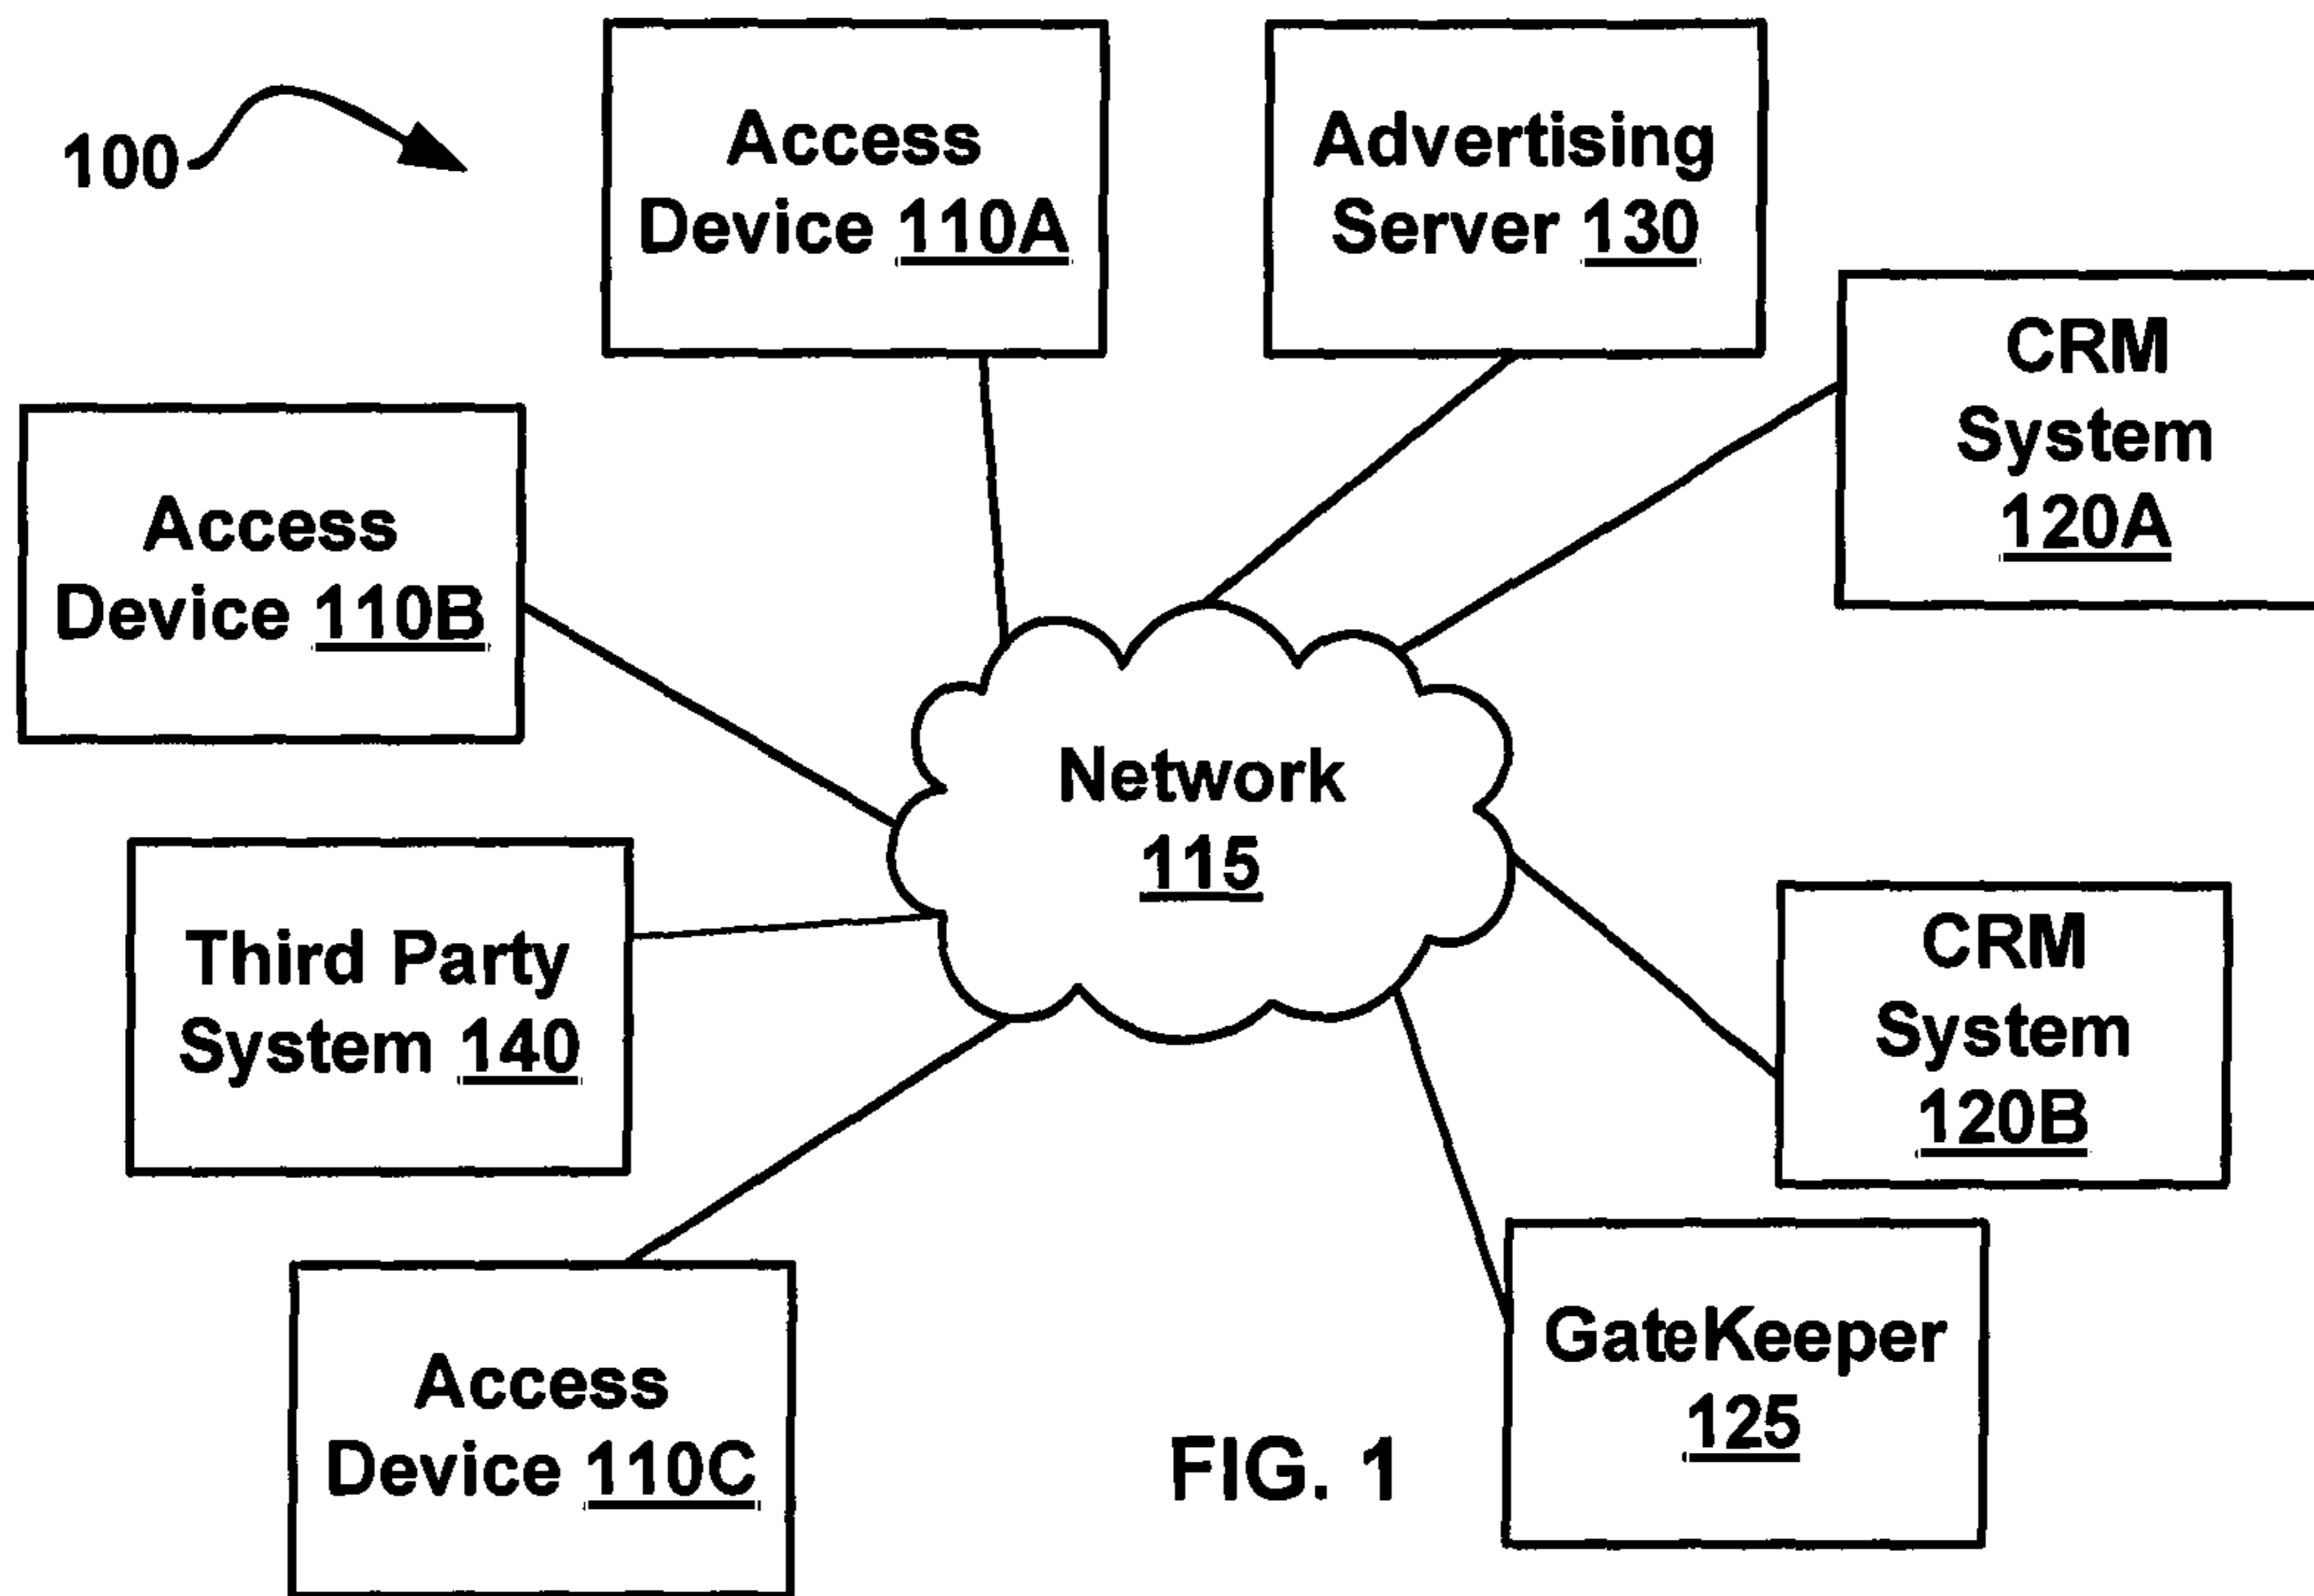 100
Access
Device 110A
Advertising
Server 130
CRM
System
120A
Access
Device 110B
Network
115
Third Party
System 140
CRM
System
120B
Access
Device 110C
GateKeeper
125
FIG. 1